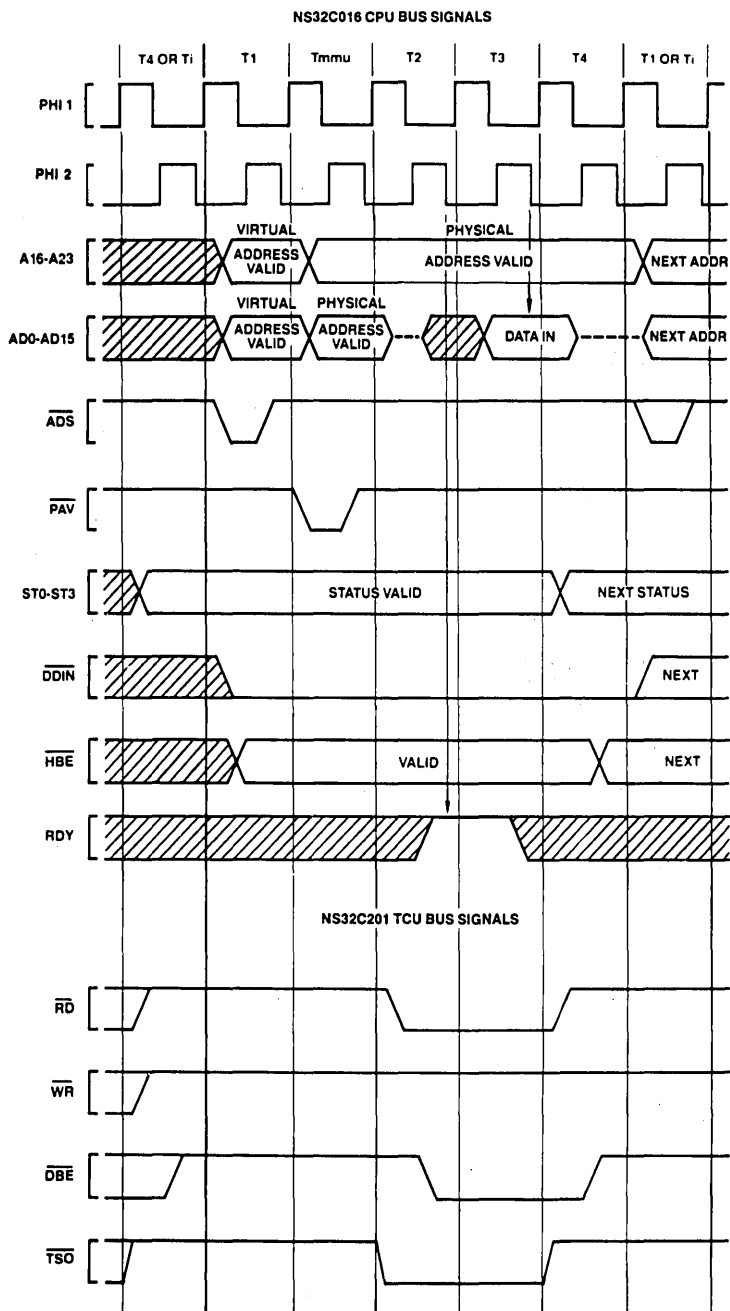 NS32C016 CPU BUS SIGNALS
T4 OR Ti T1 Tmmu T2 T3 T4 T1 OR Ti
PHI 1
PHI 2
VIRTUAL PHYSICAL
A16-A23 ADDRESS VALID ADDRESS VALID NEXT ADDR
VIRTUAL PHYSICAL
AD0-AD15 ADDRESS VALID ADDRESS VALID DATA IN NEXT ADDR
ADS
PAV
ST0-ST3 STATUS VALID NEXT STATUS
DDIN NEXT
HBE VALID NEXT
RDY
NS32C201 TCU BUS SIGNALS
RD
WR
DBE
TSO